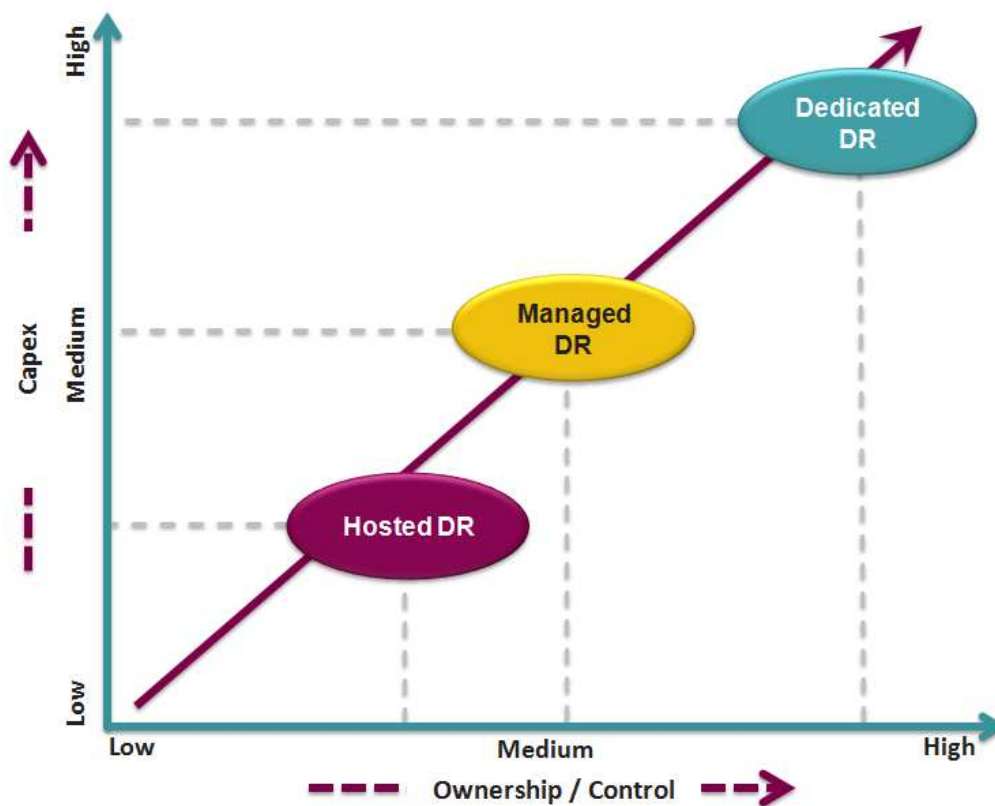 High
Dedicated
DR
Managed
DR
Capex
Medium
Hosted DR
Low
Low
Medium
High
Ownership / Control